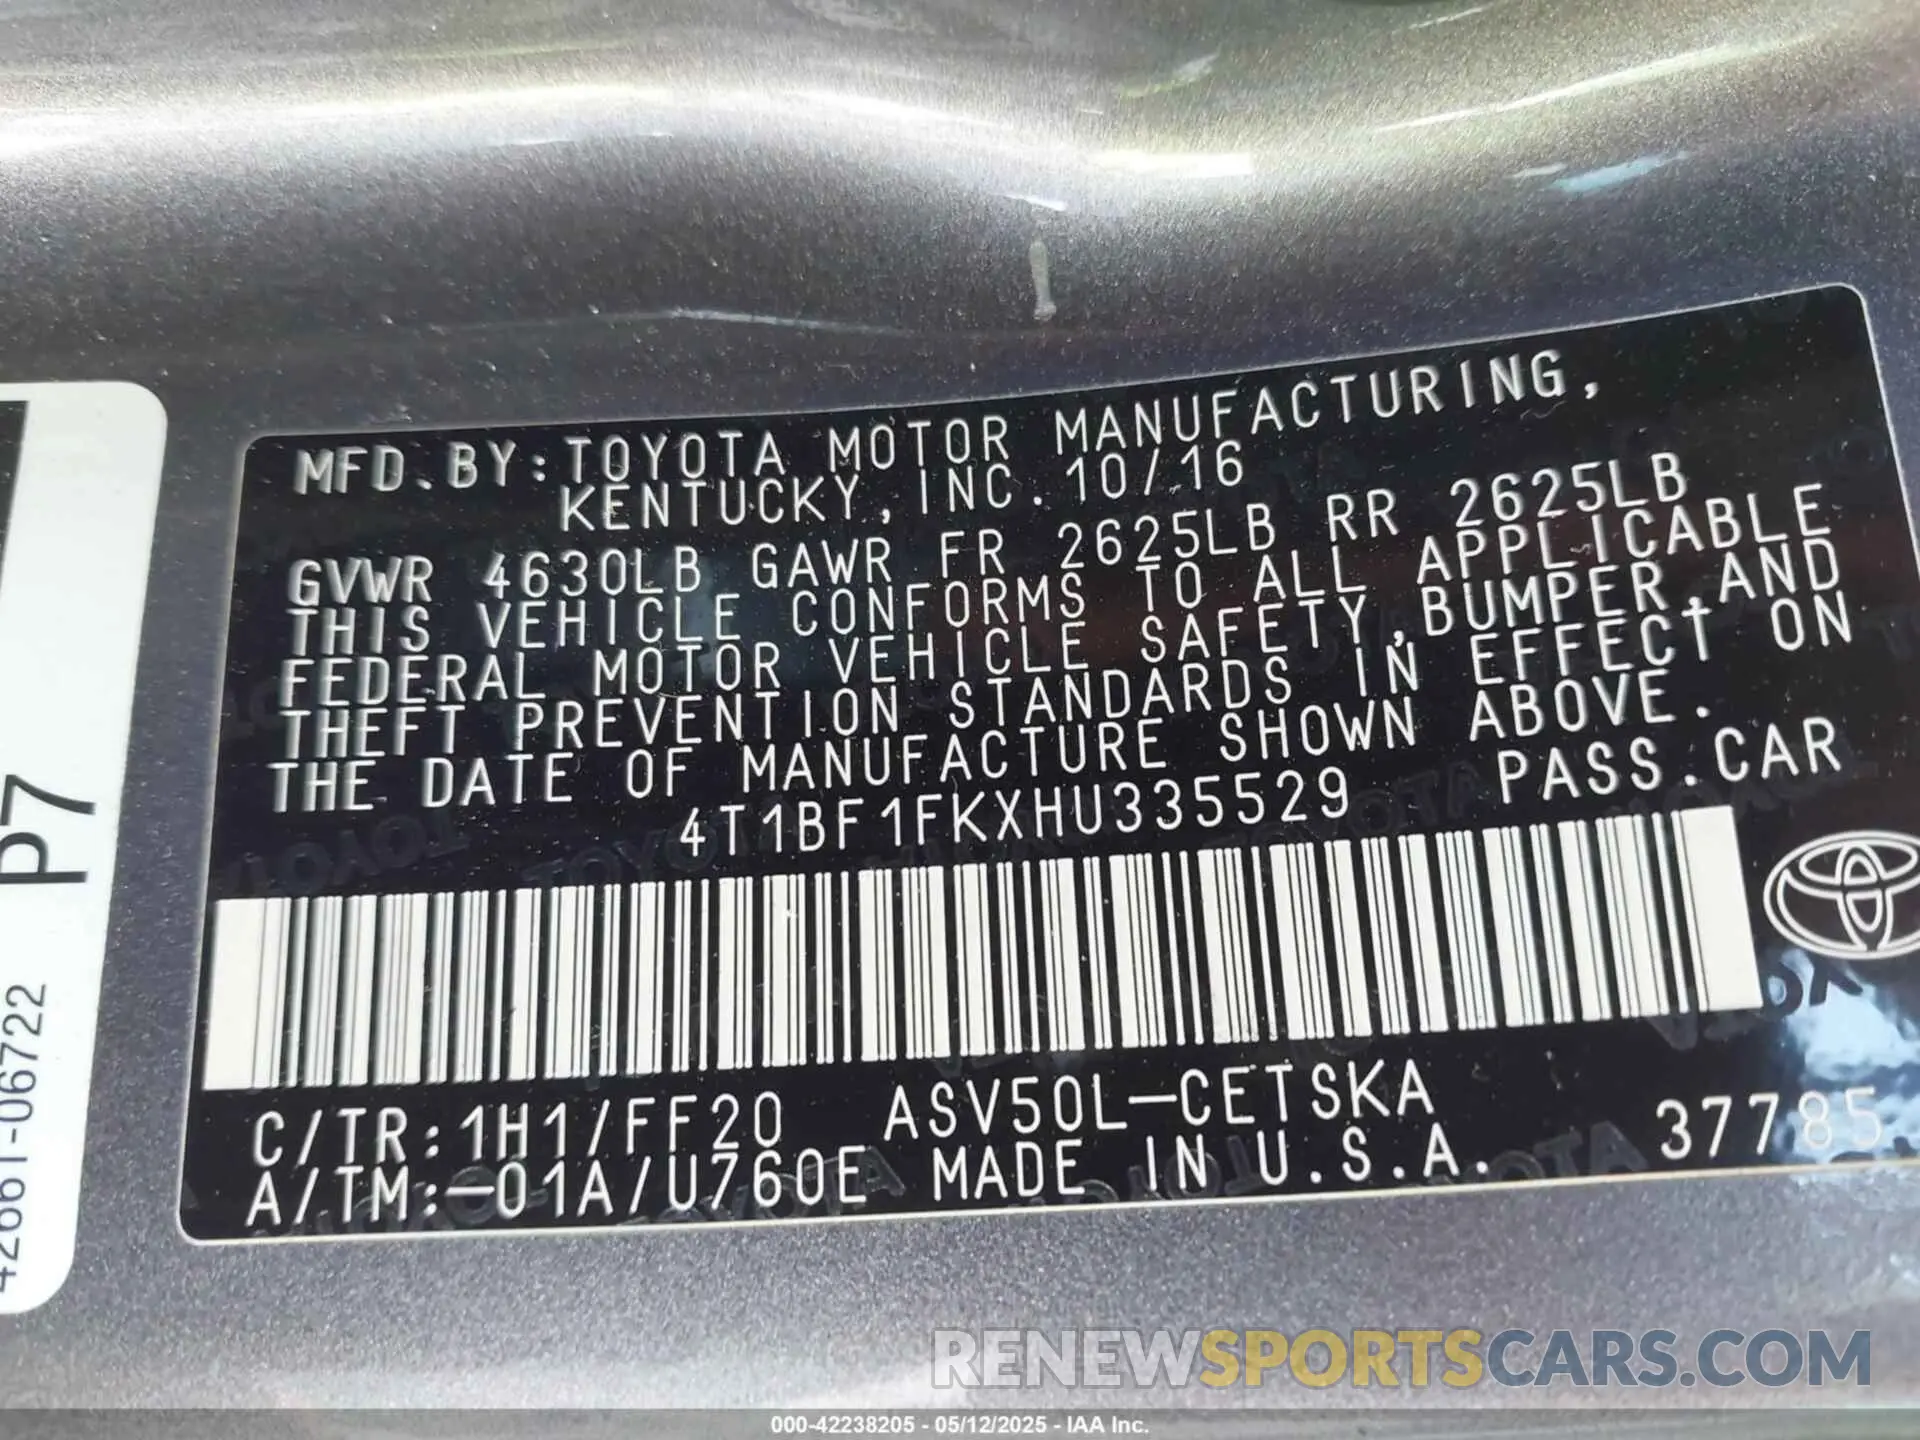 MFD.BY:TOYOTA MOTOR MANUFACTURING,
KENTUCKY,INC.10/16
GVWR 4630LB GAWR FR 2625LB RR 2625LB
THIS VEHICLE CONFORMS TO ALL APPLICABLE
FEDERAL MOTOR VEHICLE SAFETY,BUMPER,AND
THEFT PREVENTION STANDARDS IN EFFECT ON
THE DATE OF MANUFACTURE SHOWN ABOVE.
4T1BF1FKXHU335529 PASS.CAR
C/TR:1H1/FF20 ASV50L-CETSKA
A/TM:-01A/U760E MADE IN U.S.A. 37785
P7
42661-06722
RENEWSPORTSCARS.COM
000-42238205 - 05/12/2025 - IAA Inc.